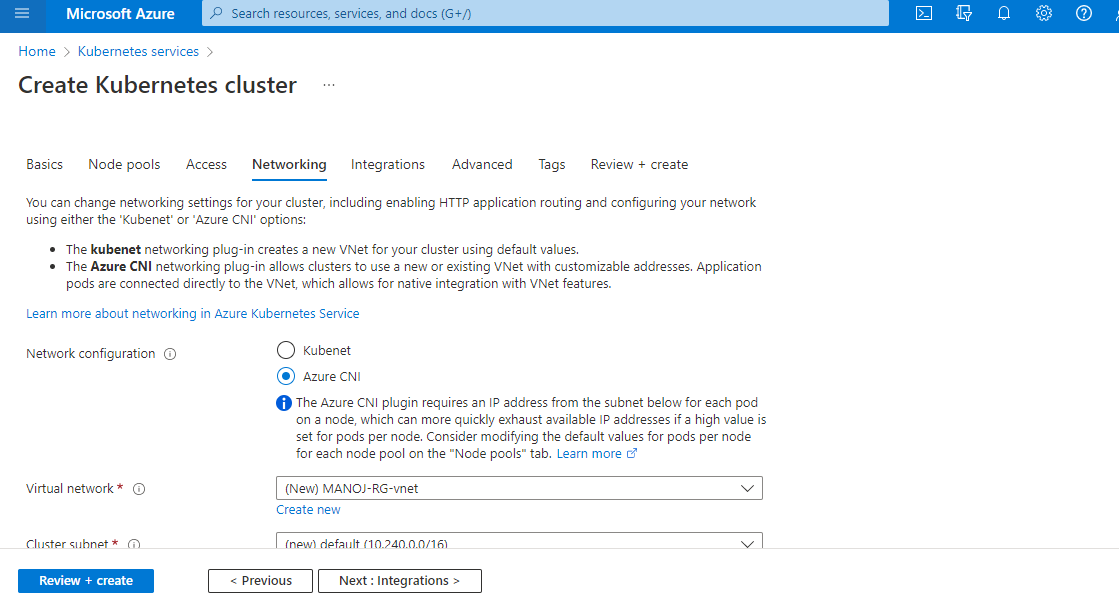 Microsoft Azure
Search resources, services, and docs (G+/)
Home > Kubernetes services >
Create Kubernetes cluster ...
Basics Node pools Access Networking Integrations Advanced Tags Review + create
You can change networking settings for your cluster, including enabling HTTP application routing and configuring your network
using either the 'Kubenet' or 'Azure CNI' options:
• The kubenet networking plug-in creates a new VNet for your cluster using default values.
• The Azure CNI networking plug-in allows clusters to use a new or existing VNet with customizable addresses. Application
pods are connected directly to the VNet, which allows for native integration with VNet features.
Learn more about networking in Azure Kubernetes Service
Network configuration
Kubenet
Azure CNI
The Azure CNI plugin requires an IP address from the subnet below for each pod
on a node, which can more quickly exhaust available IP addresses if a high value is
set for pods per node. Consider modifying the default values for pods per node
for each node pool on the "Node pools" tab. Learn more
Virtual network *
(New) MANOJ-RG-vnet
Create new
Cluster subnet *
(new) default (10.240.0.0/16)
Review + create
< Previous
Next : Integrations >